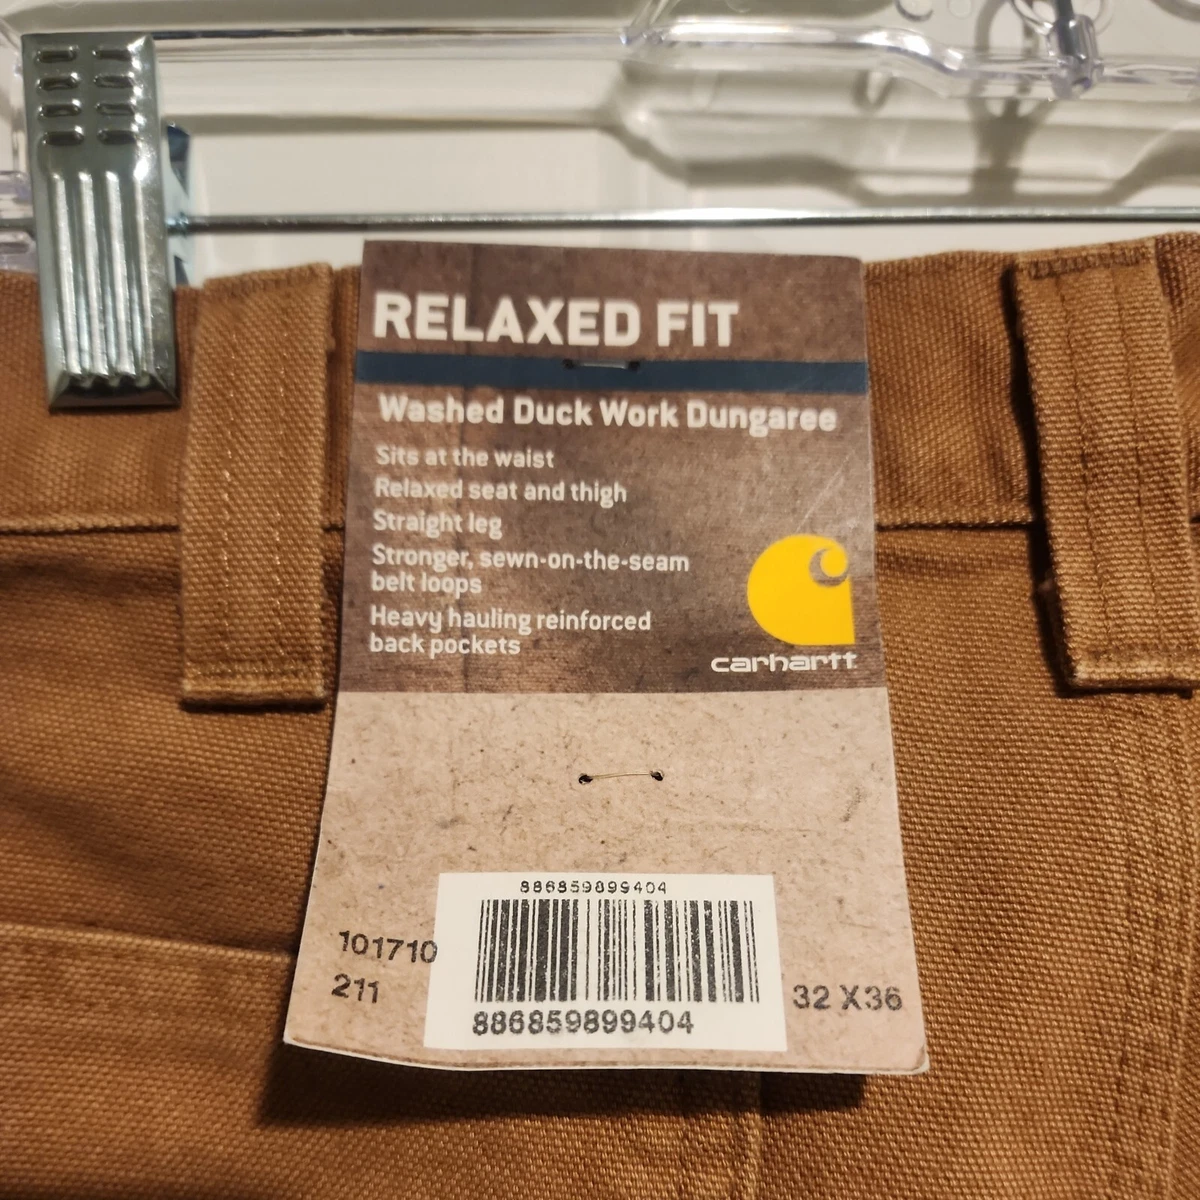 RELAXED FIT
Washed Duck Work Dungaree
Sits at the waist
Relaxed seat and thigh
Straight leg
Stronger, sewn-on-the-seam
belt loops
Heavy hauling reinforced
back pockets
carhartt
886859899404
101710
211
886859899404
32 X 36